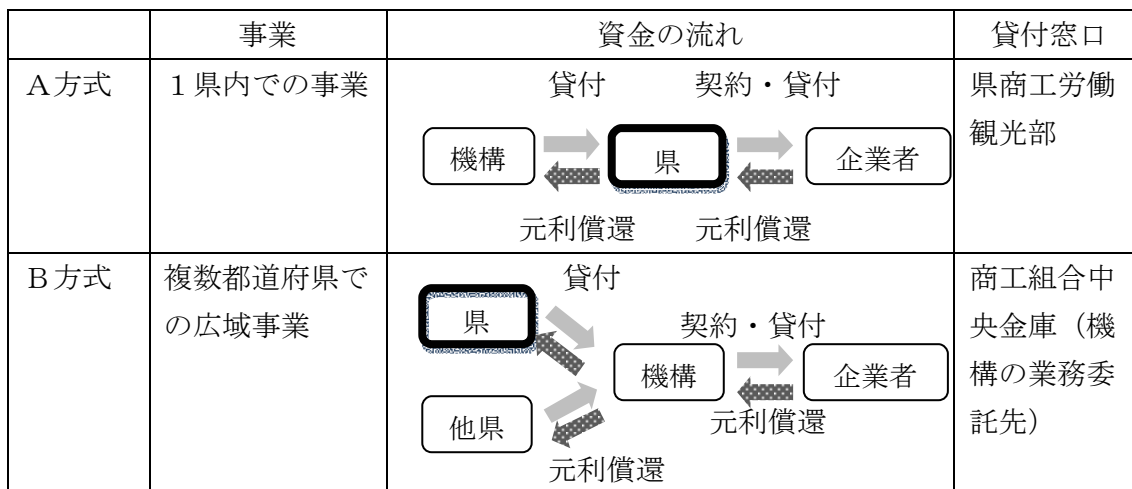 事業
資金の流れ
貸付窓口
A方式
1県内での事業
貸付
契約・貸付
機構
県
企業者
元利償還
元利償還
県商工労働
観光部
B方式
複数都道府県で
の広域事業
貸付
県
契約・貸付
機構
企業者
他県
元利償還
元利償還
商工組合中
央金庫（機
構の業務委
託先）